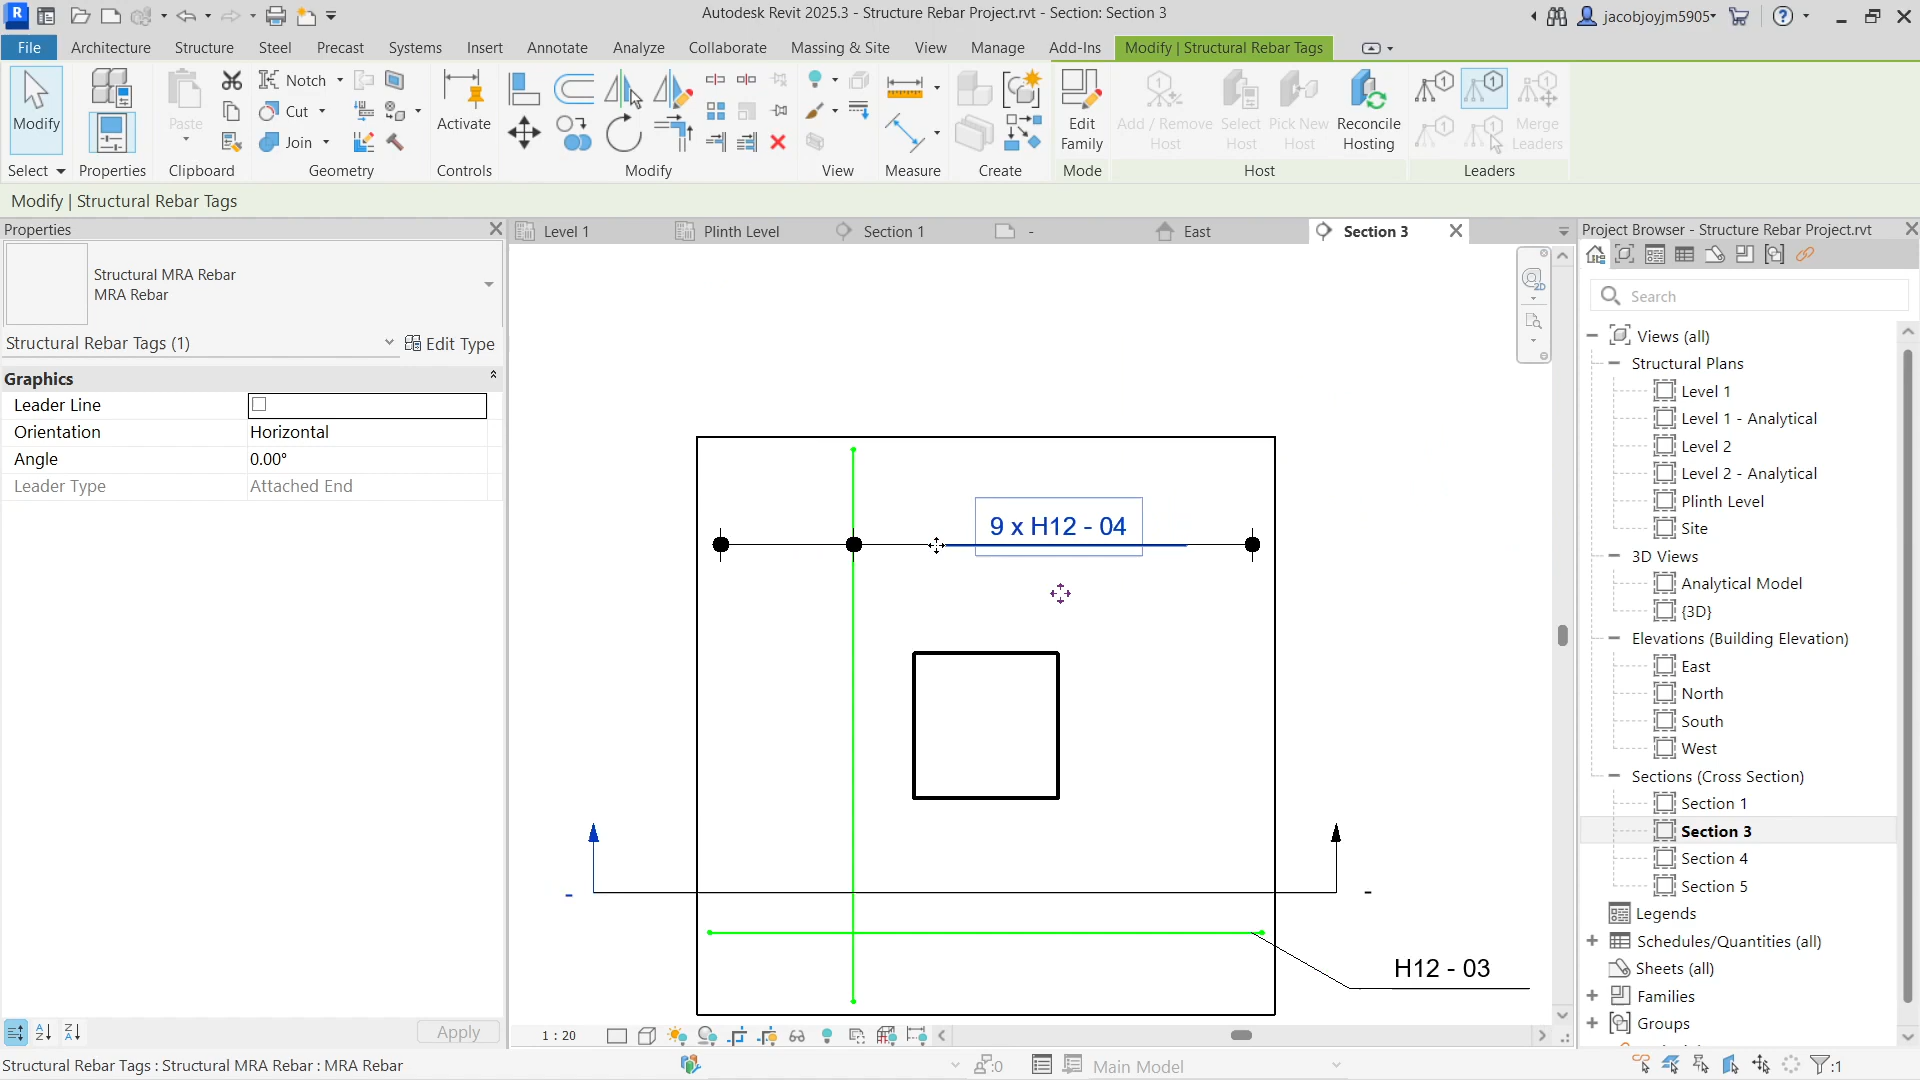 Autodesk Revit 2025.3 - Structure Rebar Project.rvt - Section: Section 3
jacobjoyjm5905
File
Architecture
Structure
Steel
Precast
Systems
Insert
Annotate
Analyze
Collaborate
Massing & Site
View
Manage
Add-Ins
Modify | Structural Rebar Tags
Modify
Paste
Notch
Cut
Join
Activate
Edit Family
Add / Remove Host
Select Host
Pick New Host
Reconcile Hosting
Merge Leaders
Select
Properties
Clipboard
Geometry
Controls
Modify
View
Measure
Create
Mode
Host
Leaders
Modify | Structural Rebar Tags
Properties
Structural MRA Rebar
MRA Rebar
Structural Rebar Tags (1)
Edit Type
Graphics
Leader Line
Orientation Horizontal
Angle 0.00°
Leader Type Attached End
Apply
Level 1
Plinth Level
Section 1
-
East
Section 3
2D
9 x H12 - 04
H12 - 03
-
-
1 : 20
Project Browser - Structure Rebar Project.rvt
Search
Views (all)
Structural Plans
Level 1
Level 1 - Analytical
Level 2
Level 2 - Analytical
Plinth Level
Site
3D Views
Analytical Model
{3D}
Elevations (Building Elevation)
East
North
South
West
Sections (Cross Section)
Section 1
Section 3
Section 4
Section 5
Legends
Schedules/Quantities (all)
Sheets (all)
Families
Groups
Structural Rebar Tags : Structural MRA Rebar : MRA Rebar
:0
Main Model
:1